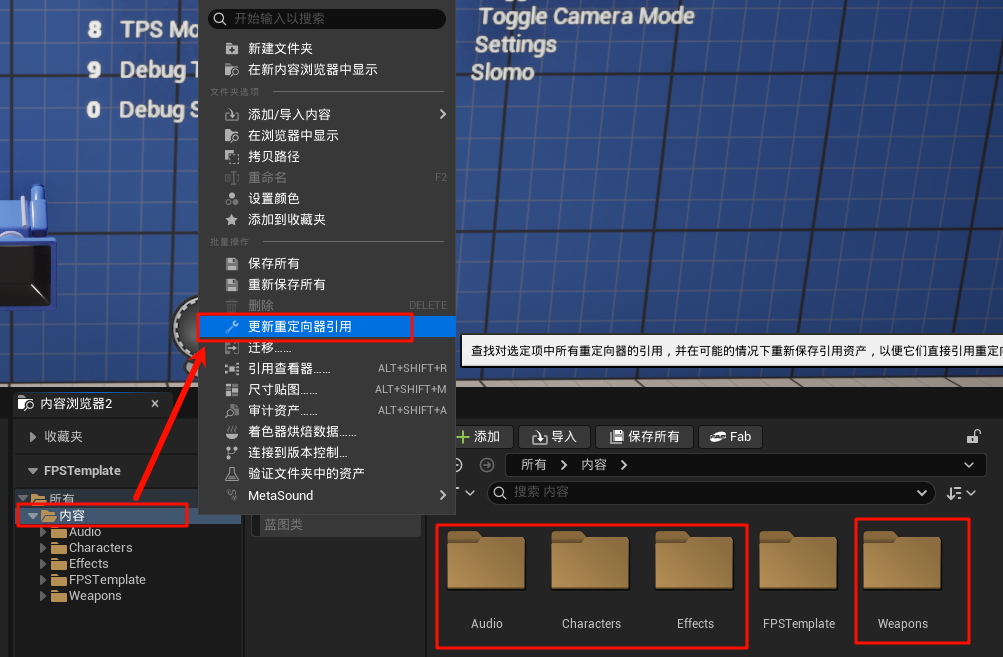 8 TPS Mo
9 Debug T
0 Debug S
Toggle Camera Mode
Settings
Slomo
开始输入以搜索
新建文件夹
在新内容浏览器中显示
文件夹选项
添加/导入内容
在浏览器中显示
拷贝路径
重命名 F2
设置颜色
添加到收藏夹
批量操作
保存所有
重新保存所有
删除 DELETE
更新重定向器引用
查找对选定项中所有重定向器的引用，并在可能的情况下重新保存引用资产，以便它们直接引用重定向
迁移......
引用查看器...... ALT+SHIFT+R
尺寸贴图...... ALT+SHIFT+M
审计资产...... ALT+SHIFT+A
着色器烘焙数据......
连接到版本控制...
验证文件夹中的资产
MetaSound
内容浏览器2 ×
收藏夹
FPSTemplate
所有
内容
Audio
Characters
Effects
FPSTemplate
Weapons
添加 导入 保存所有 Fab
所有 内容
搜索 内容
蓝图类
Audio Characters Effects FPSTemplate Weapons